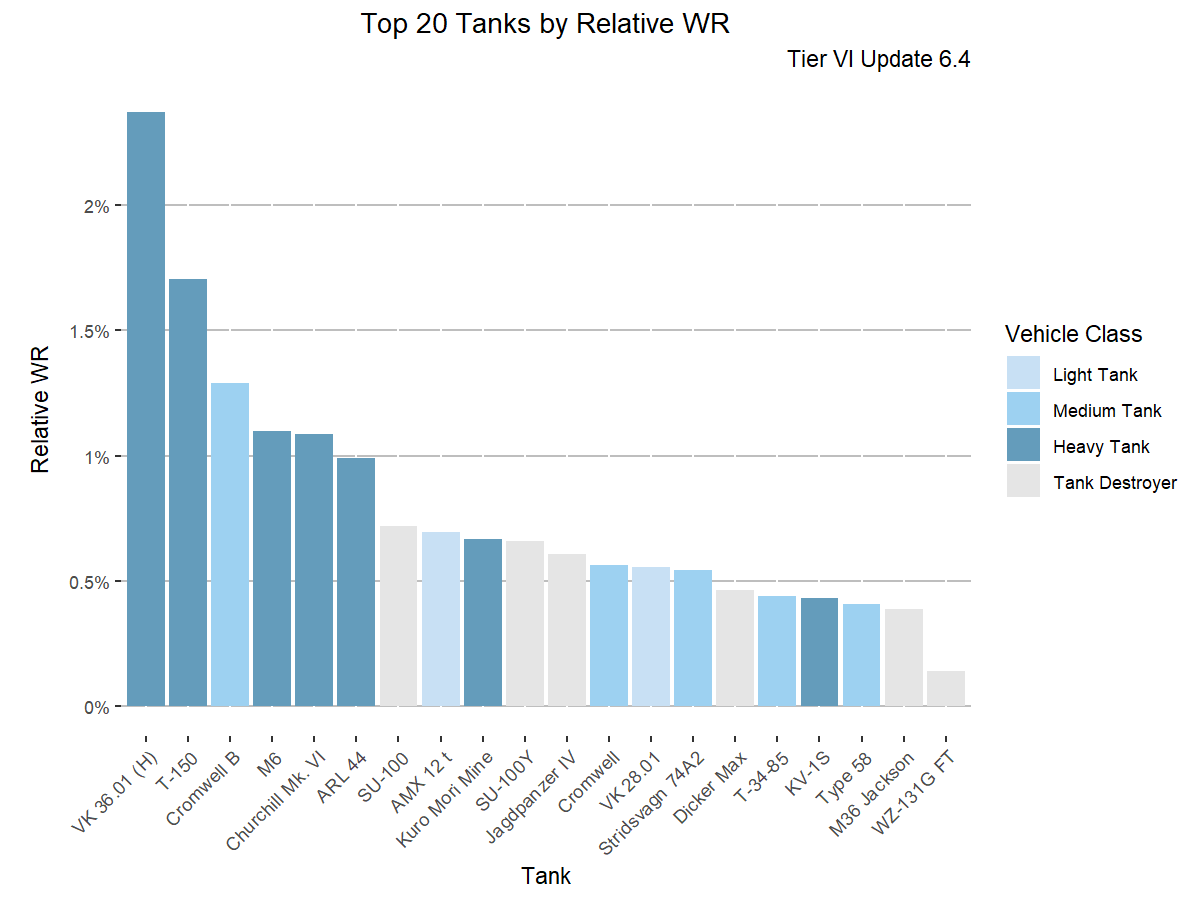 Top 20 Tanks by Relative WR
Tier VI Update 6.4
2%
1.5%
1%
0.5%
0%
Relative WR
VK 36.01 (H)
T-150
Cromwell B
M6
Churchill Mk. VI
ARL 44
SU-100
AMX 12 t
Kuro Mori Mine
SU-100Y
Jagdpanzer IV
Cromwell
VK 28.01
Stridsvagn 74A2
Dicker Max
T-34-85
KV-1S
Type 58
M36 Jackson
WZ-131G FT
Tank
Vehicle Class
Light Tank
Medium Tank
Heavy Tank
Tank Destroyer